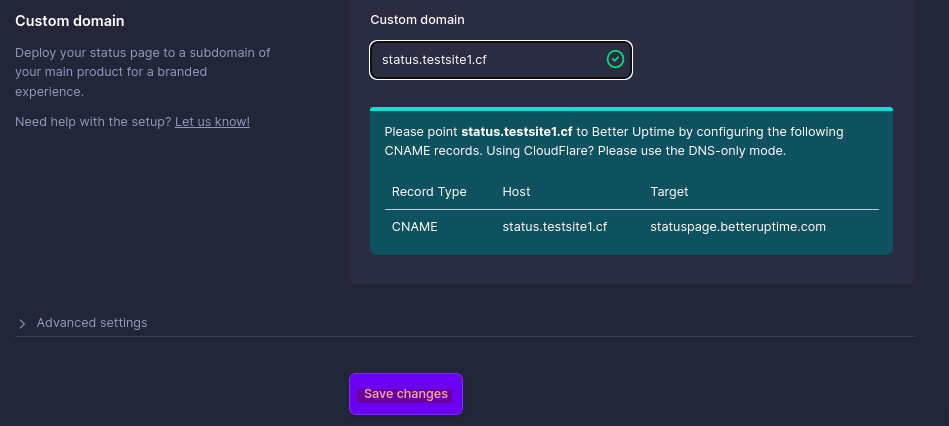 Custom domain
Deploy your status page to a subdomain of
your main product for a branded
experience.
Need help with the setup? Let us know!
Custom domain
status.testsite1.cf
Please point status.testsite1.cf to Better Uptime by configuring the following
CNAME records. Using CloudFlare? Please use the DNS-only mode.
Record Type Host Target
CNAME status.testsite1.cf statuspage.betteruptime.com
Advanced settings
Save changes